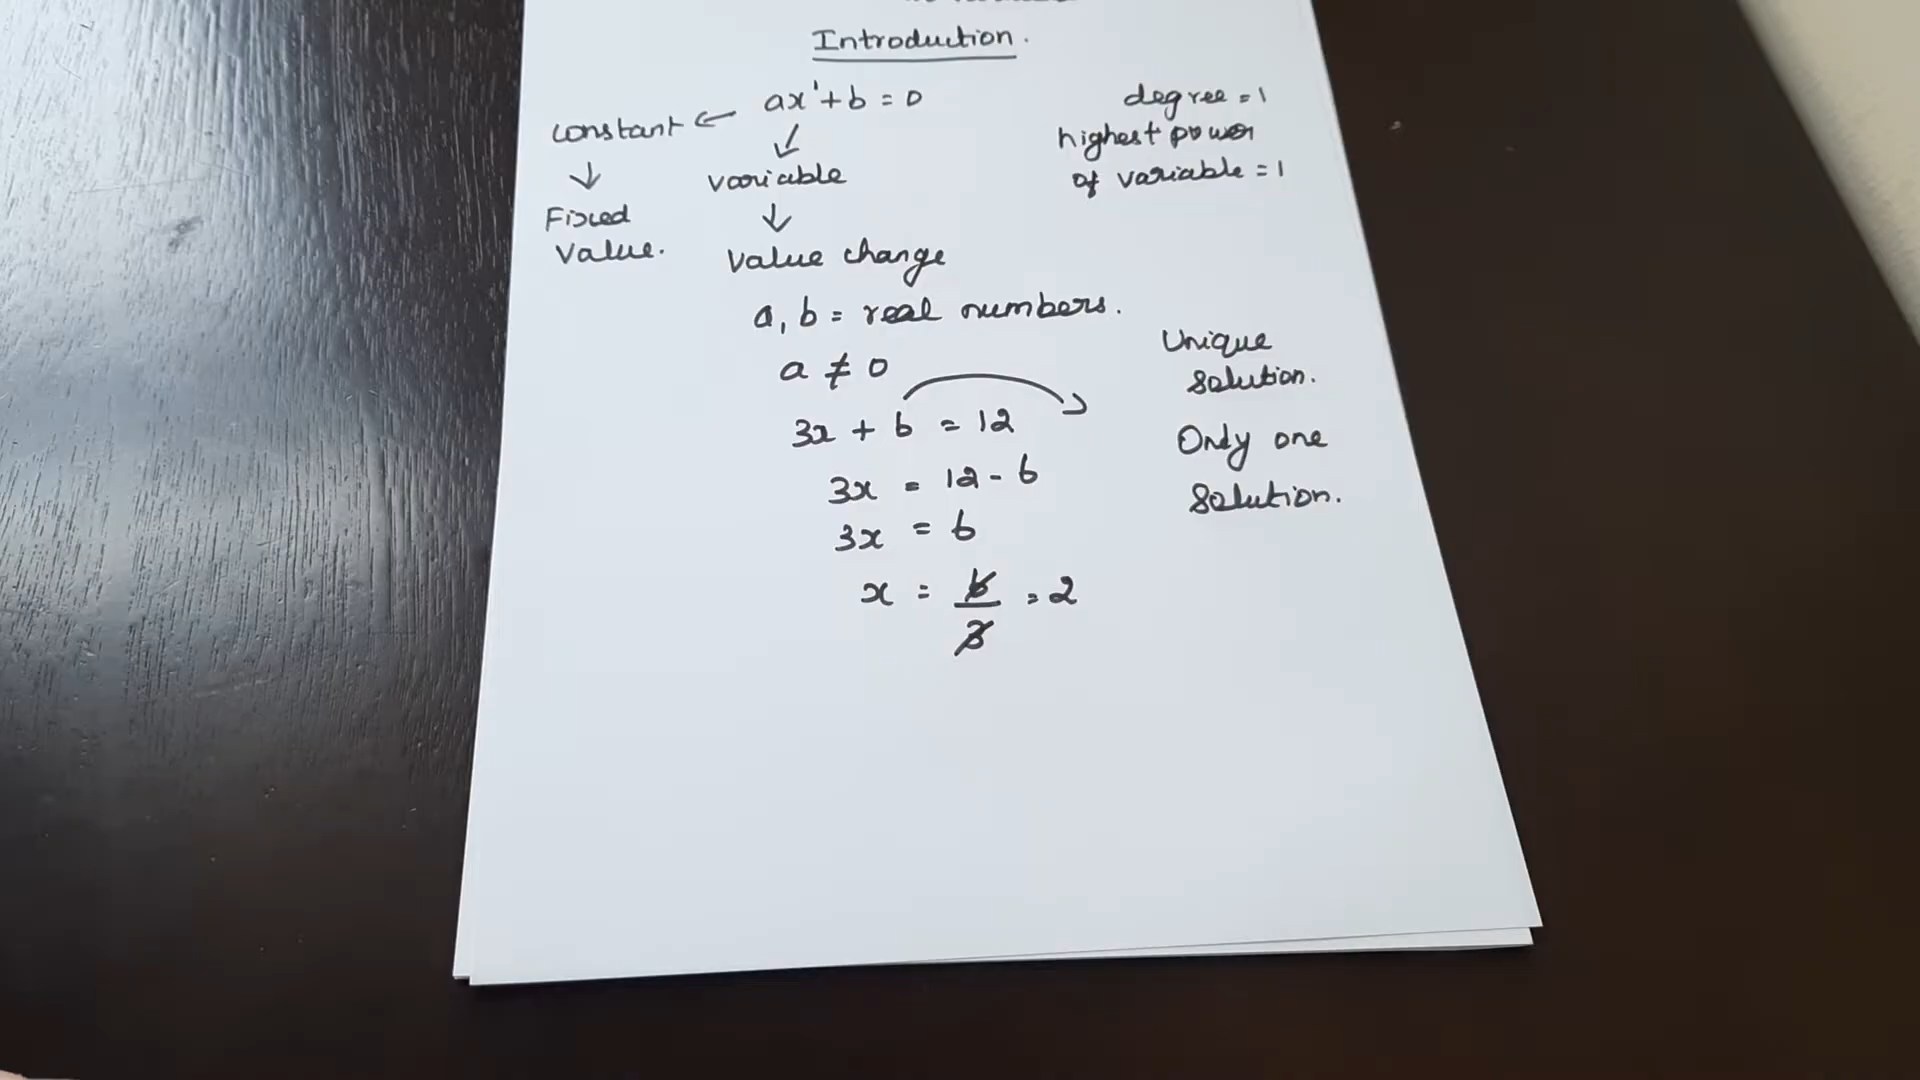 Introduction.
ax¹ + b = 0
constant
Fixed
Value.
variable
Value change
degree = 1
highest power
of variable = 1
a, b = real numbers.
a ≠ 0
3x + 6 = 12
3x = 12 - 6
3x = 6
x = 6/3 = 2
Unique
solution.
Only one
solution.